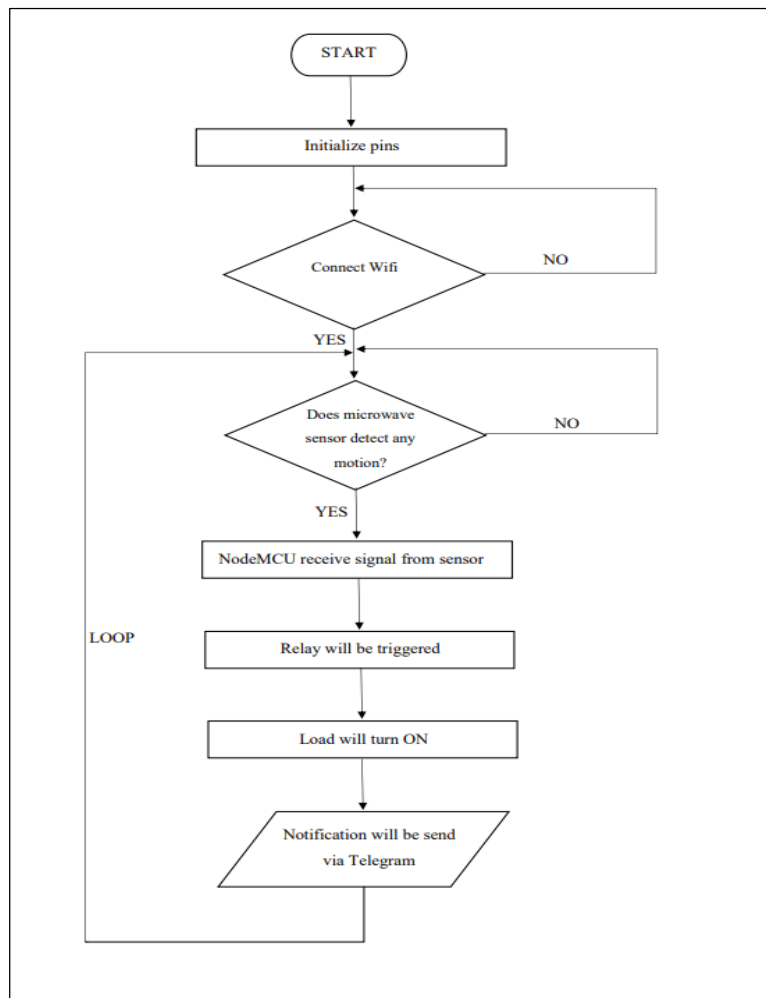 START
Initialize pins
Connect Wifi
NO
YES
Does microwave
sensor detect any
motion?
NO
YES
NodeMCU receive signal from sensor
LOOP
Relay will be triggered
Load will turn ON
Notification will be send
via Telegram